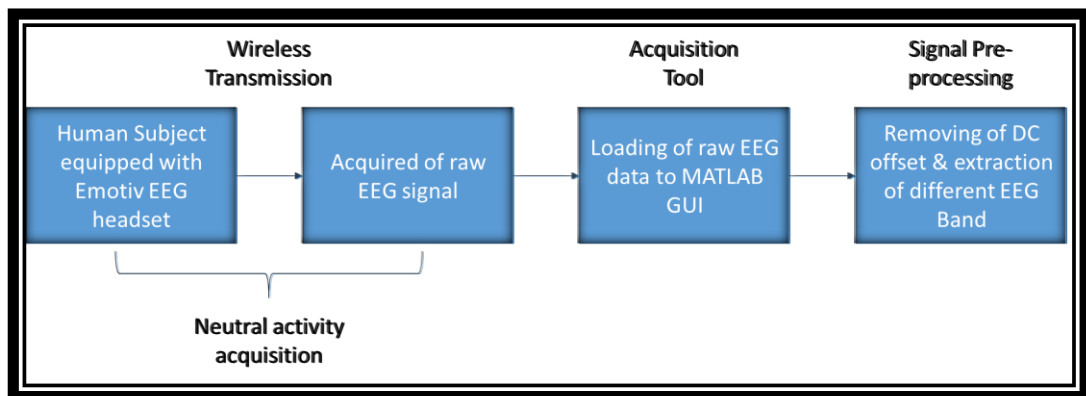 Wireless
Transmission
Acquisition
Tool
Signal Pre-
processing
Human Subject
equipped with
Emotiv EEG
headset
Acquired of raw
EEG signal
Loading of raw EEG
data to MATLAB
GUI
Removing of DC
offset & extraction
of different EEG
Band
Neutral activity
acquisition